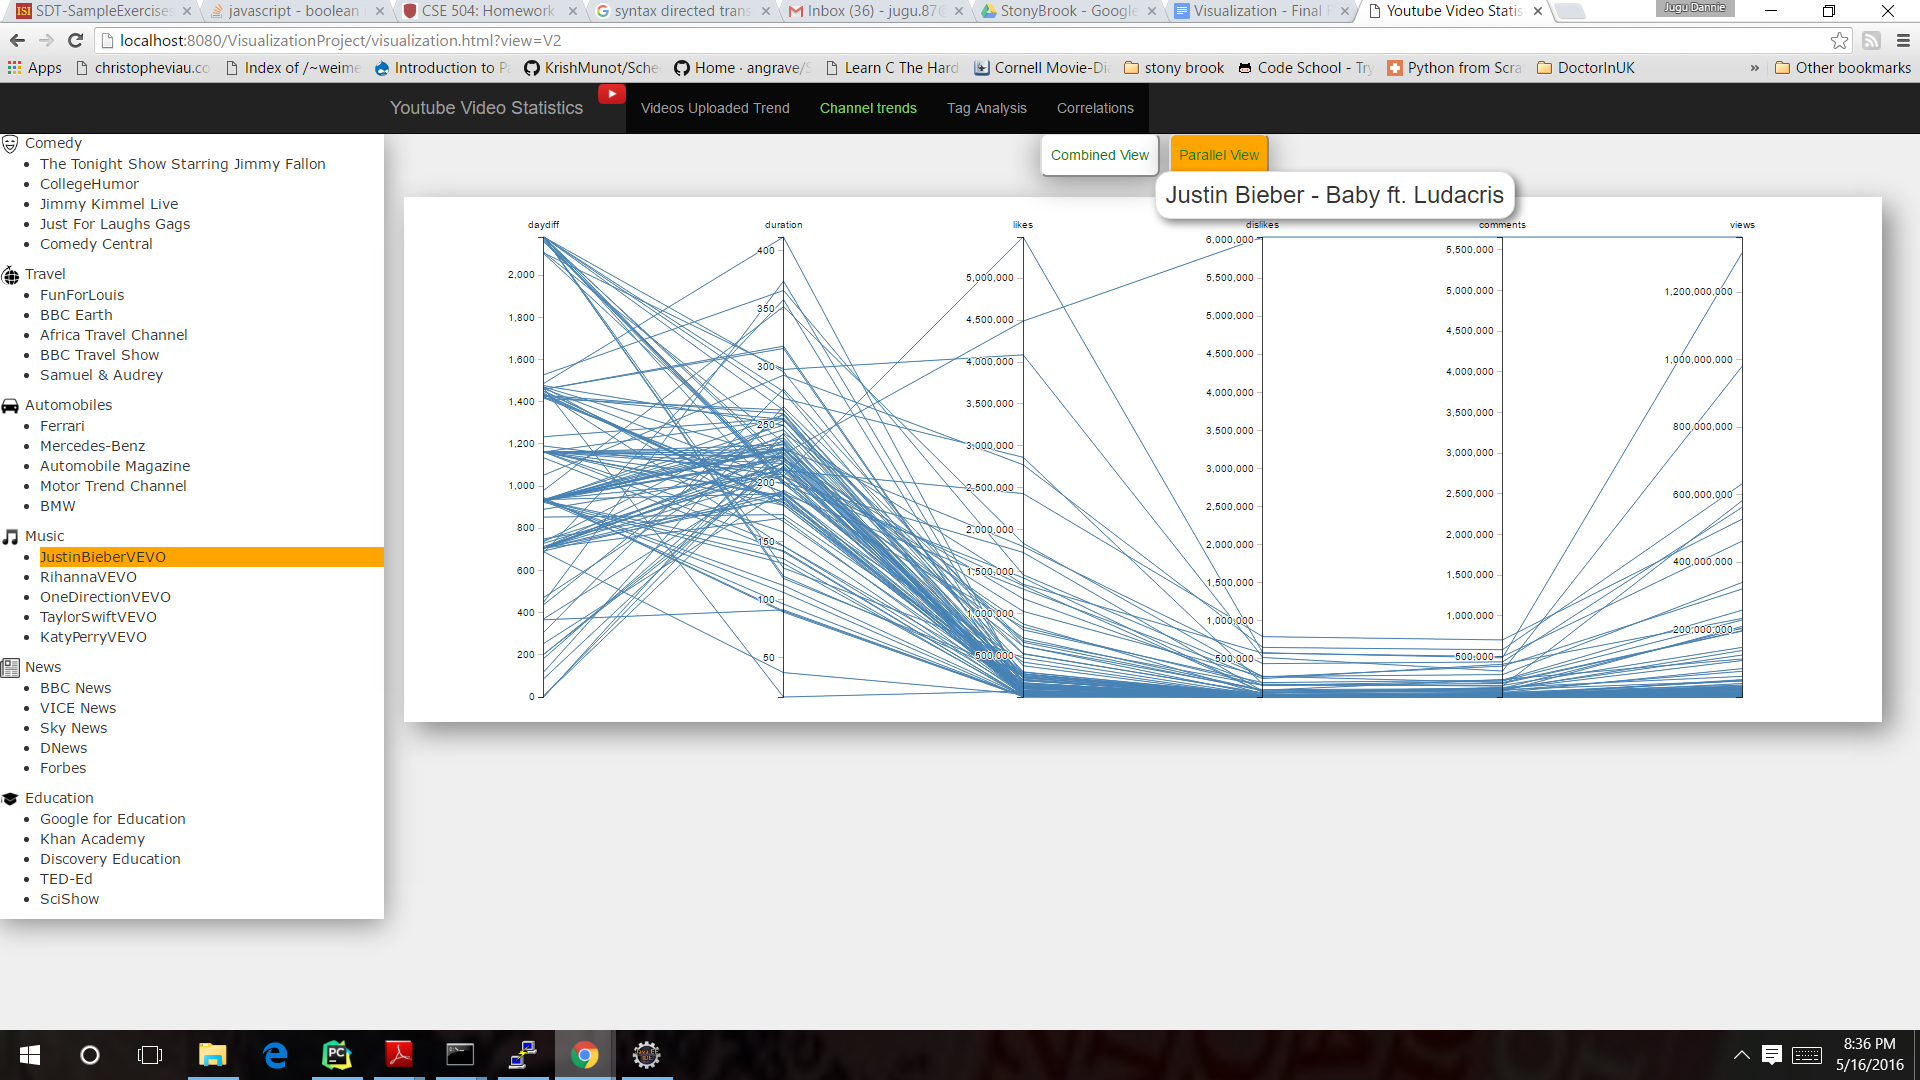 SDT-SampleExercises
javascript - boolean
CSE 504: Homework
syntax directed trans
Inbox (36) - jugu.87@
StonyBrook - Google
Visualization - Final
Youtube Video Statis
Jugu Dannie
localhost:8080/VisualizationProject/visualization.html?view=V2
Apps
christopheviau.co
Index of /~weime
Introduction to
KrishMunot/Sche
Home · angrave/
Learn C The Hard
Cornell Movie-Di
stony brook
Code School - Try
Python from Scra
DoctorInUK
»
Other bookmarks
Youtube Video Statistics
Videos Uploaded Trend
Channel trends
Tag Analysis
Correlations
Combined View
Parallel View
Justin Bieber - Baby ft. Ludacris
Comedy
The Tonight Show Starring Jimmy Fallon
CollegeHumor
Jimmy Kimmel Live
Just For Laughs Gags
Comedy Central
Travel
FunForLouis
BBC Earth
Africa Travel Channel
BBC Travel Show
Samuel & Audrey
Automobiles
Ferrari
Mercedes-Benz
Automobile Magazine
Motor Trend Channel
BMW
Music
JustinBieberVEVO
RihannaVEVO
OneDirectionVEVO
TaylorSwiftVEVO
KatyPerryVEVO
News
BBC News
VICE News
Sky News
DNews
Forbes
Education
Google for Education
Khan Academy
Discovery Education
TED-Ed
SciShow
daydiff
2,000
1,800
1,600
1,400
1,200
1,000
800
600
400
200
0
duration
400
350
300
250
200
150
100
50
likes
5,000,000
4,500,000
4,000,000
3,500,000
3,000,000
2,500,000
2,000,000
1,500,000
1,000,000
500,000
dislikes
6,000,000
5,500,000
5,000,000
4,500,000
4,000,000
3,500,000
3,000,000
2,500,000
2,000,000
1,500,000
1,000,000
500,000
comments
5,500,000
5,000,000
4,500,000
4,000,000
3,500,000
3,000,000
2,500,000
2,000,000
1,500,000
1,000,000
500,000
views
1,200,000,000
1,000,000,000
800,000,000
600,000,000
400,000,000
200,000,000
8:36 PM
5/16/2016